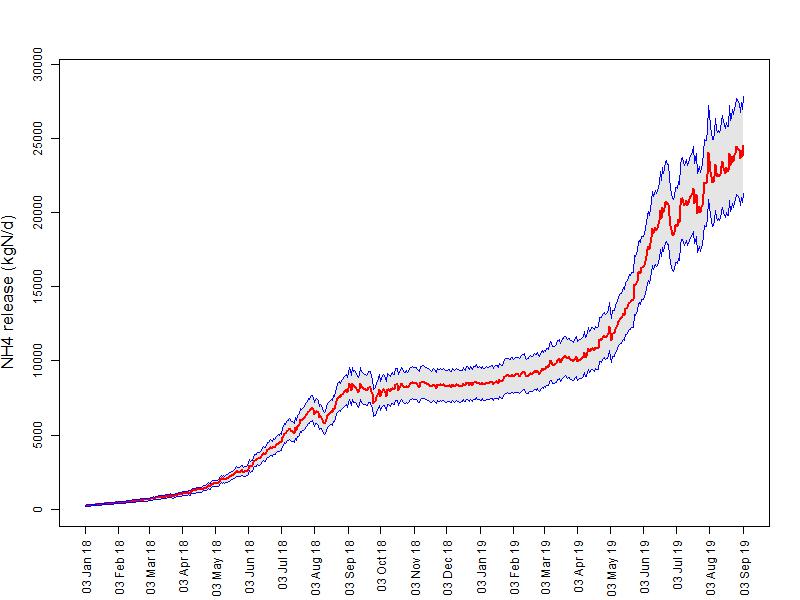 30000
25000
20000
15000
10000
5000
0
NH4 release (kgN/d)
03 Jan 18
03 Feb 18
03 Mar 18
03 Apr 18
03 May 18
03 Jun 18
03 Jul 18
03 Aug 18
03 Sep 18
03 Oct 18
03 Nov 18
03 Dec 18
03 Jan 19
03 Feb 19
03 Mar 19
03 Apr 19
03 May 19
03 Jun 19
03 Jul 19
03 Aug 19
03 Sep 19